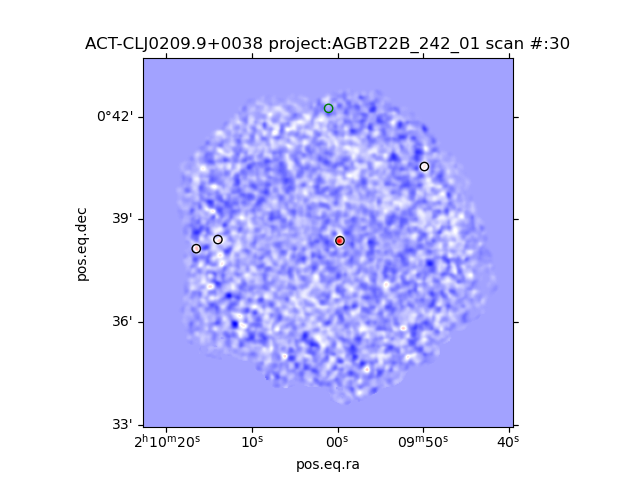 ACT-CLJ0209.9+0038 project:AGBT22B_242_01 scan #:30
0°42'
39'
36'
33'
pos.eq.dec
2ʰ10ᵐ20ˢ 10ˢ 00ˢ 09ᵐ50ˢ 40ˢ
pos.eq.ra